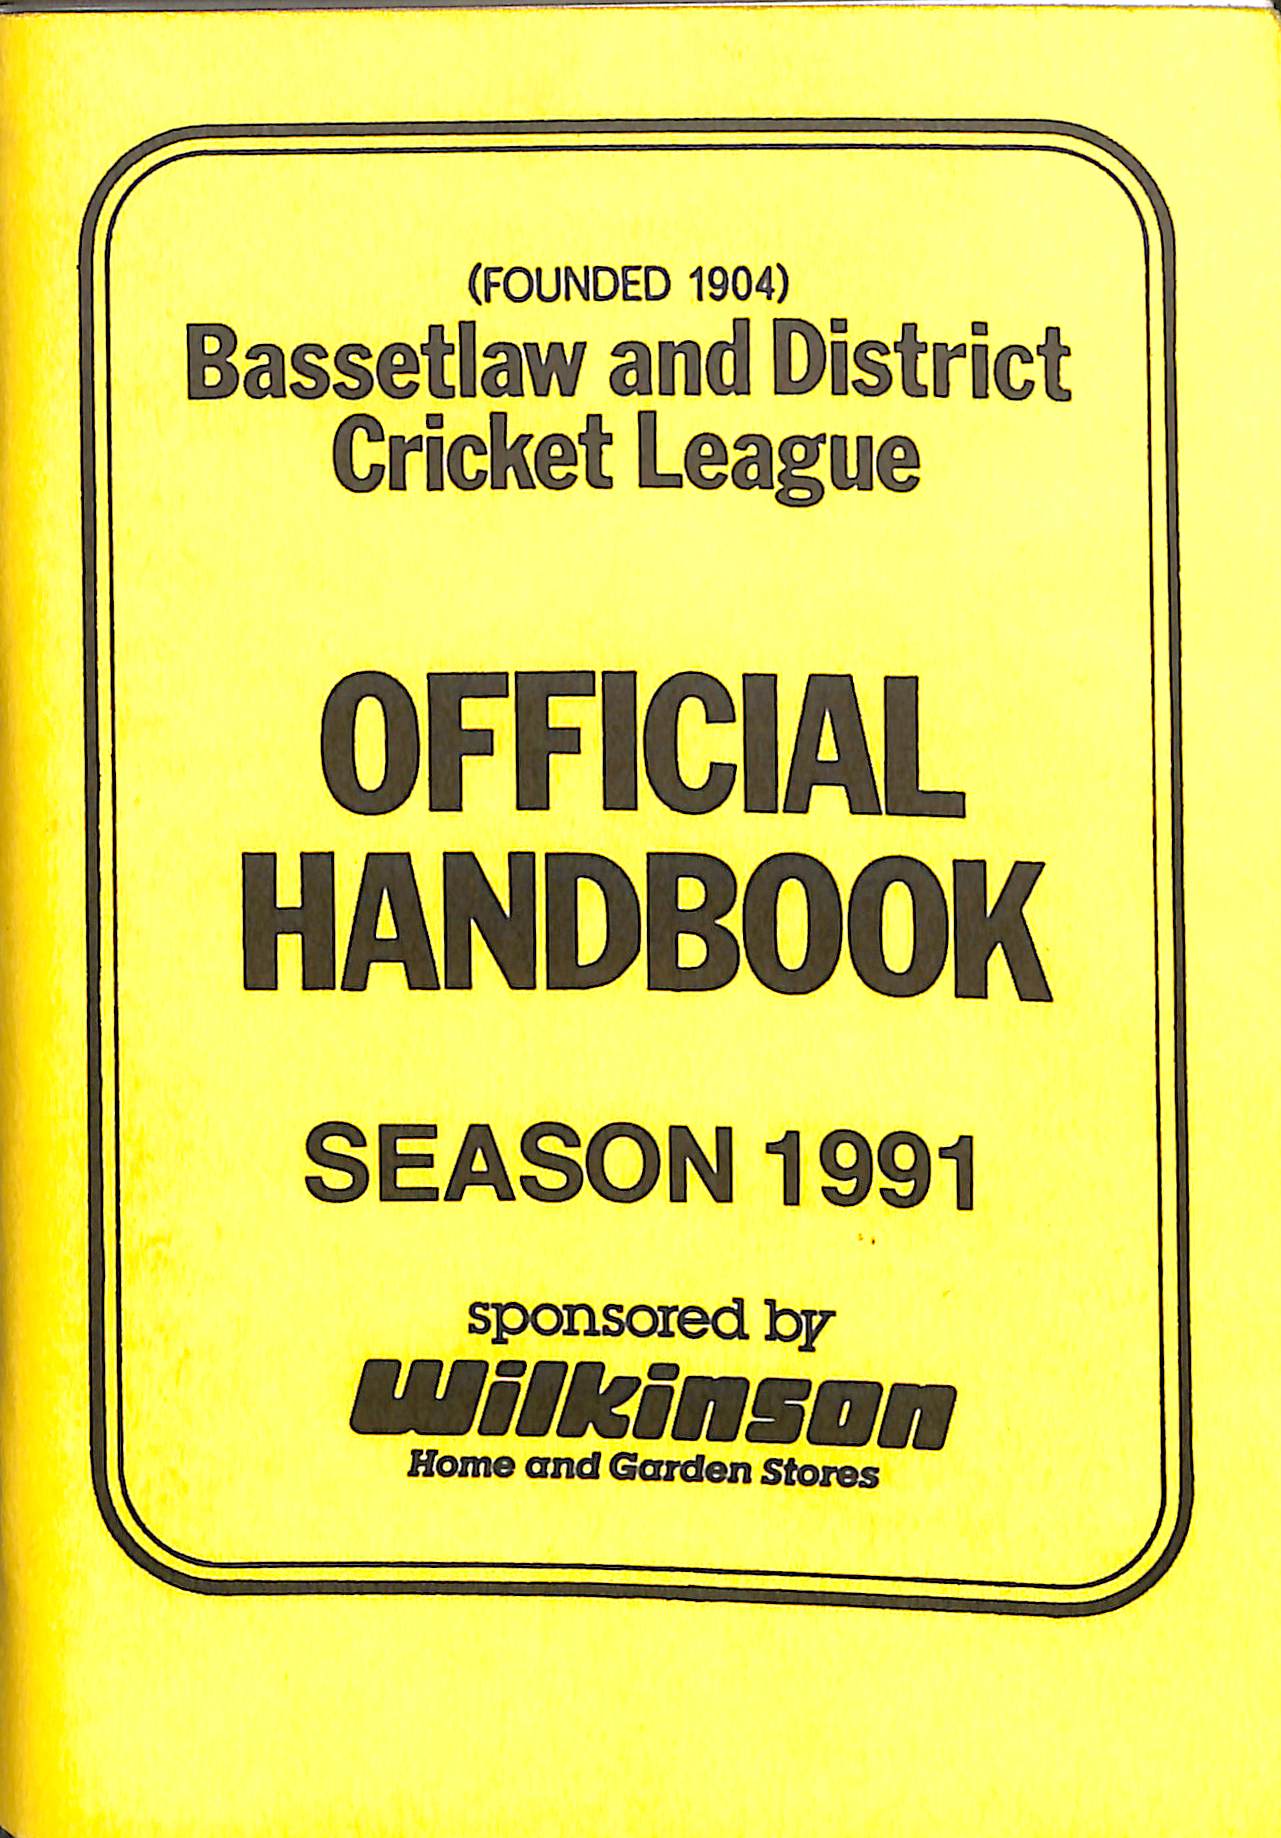 (FOUNDED 1904)
Bassetlaw and District
Cricket League
OFFICIAL
HANDBOOK
SEASON 1991
sponsored by
Wilkinson
Home and Garden Stores